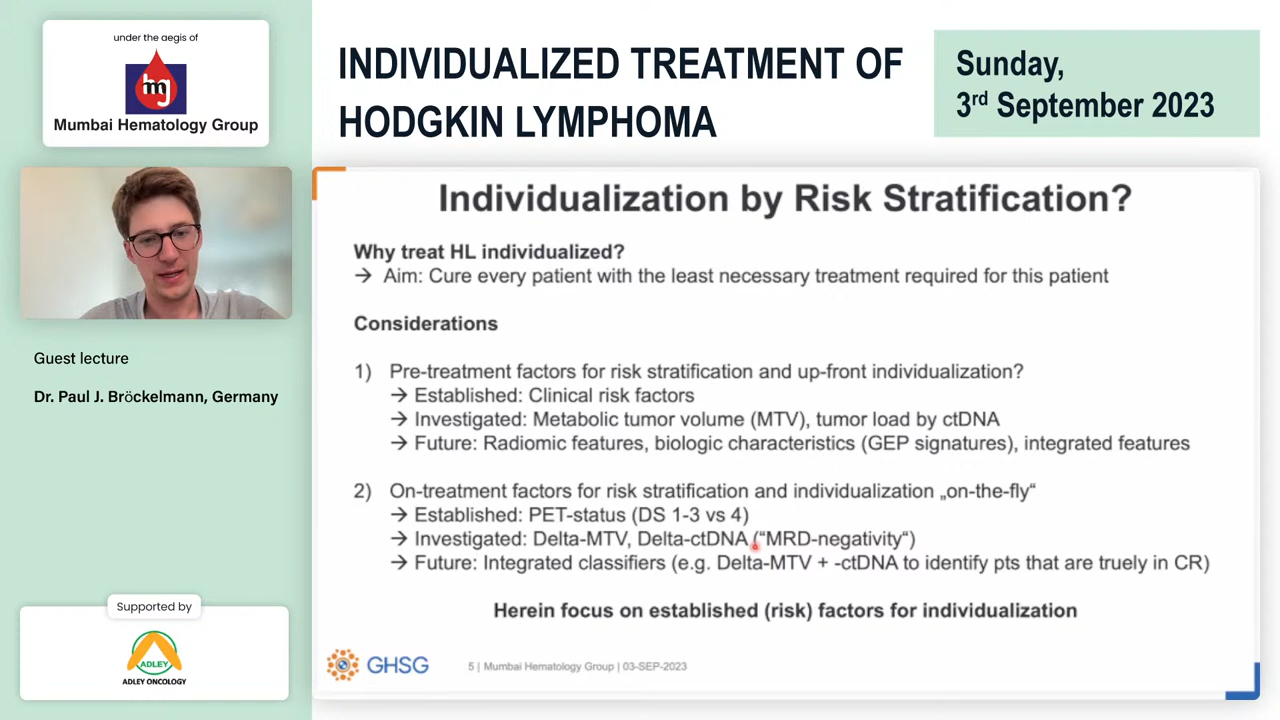 under the aegis of
hmg
Mumbai Hematology Group
INDIVIDUALIZED TREATMENT OF
HODGKIN LYMPHOMA
Sunday,
3rd September 2023
Guest lecture
Dr. Paul J. Bröckelmann, Germany
Supported by
ADLEY
ADLEY ONCOLOGY
Individualization by Risk Stratification?
Why treat HL individualized?
→ Aim: Cure every patient with the least necessary treatment required for this patient
Considerations
1) Pre-treatment factors for risk stratification and up-front individualization?
→ Established: Clinical risk factors
→ Investigated: Metabolic tumor volume (MTV), tumor load by ctDNA
→ Future: Radiomic features, biologic characteristics (GEP signatures), integrated features
2) On-treatment factors for risk stratification and individualization „on-the-fly“
→ Established: PET-status (DS 1-3 vs 4)
→ Investigated: Delta-MTV, Delta-ctDNA (“MRD-negativity“)
→ Future: Integrated classifiers (e.g. Delta-MTV + -ctDNA to identify pts that are truely in CR)
Herein focus on established (risk) factors for individualization
GHSG
5 | Mumbai Hematology Group | 03-SEP-2023